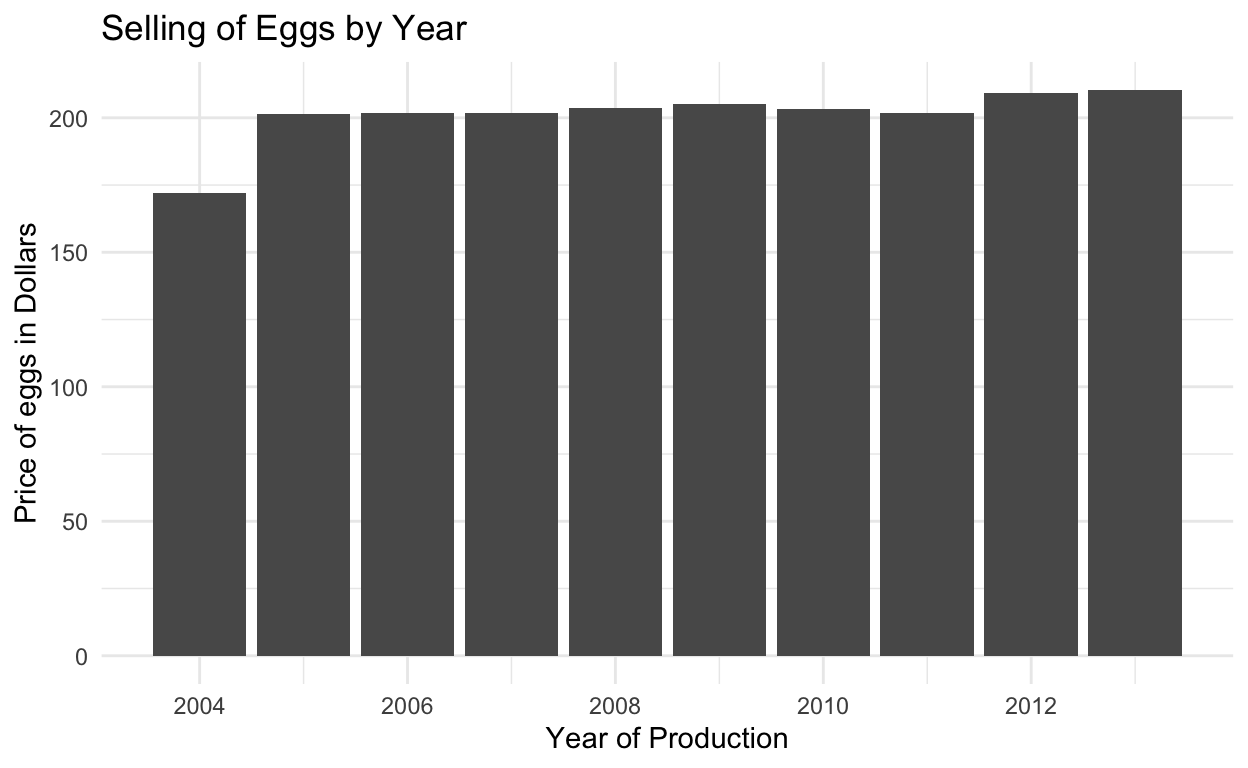 Selling of Eggs by Year
Price of eggs in Dollars
200
150
100
50
0
2004 2006 2008 2010 2012
Year of Production